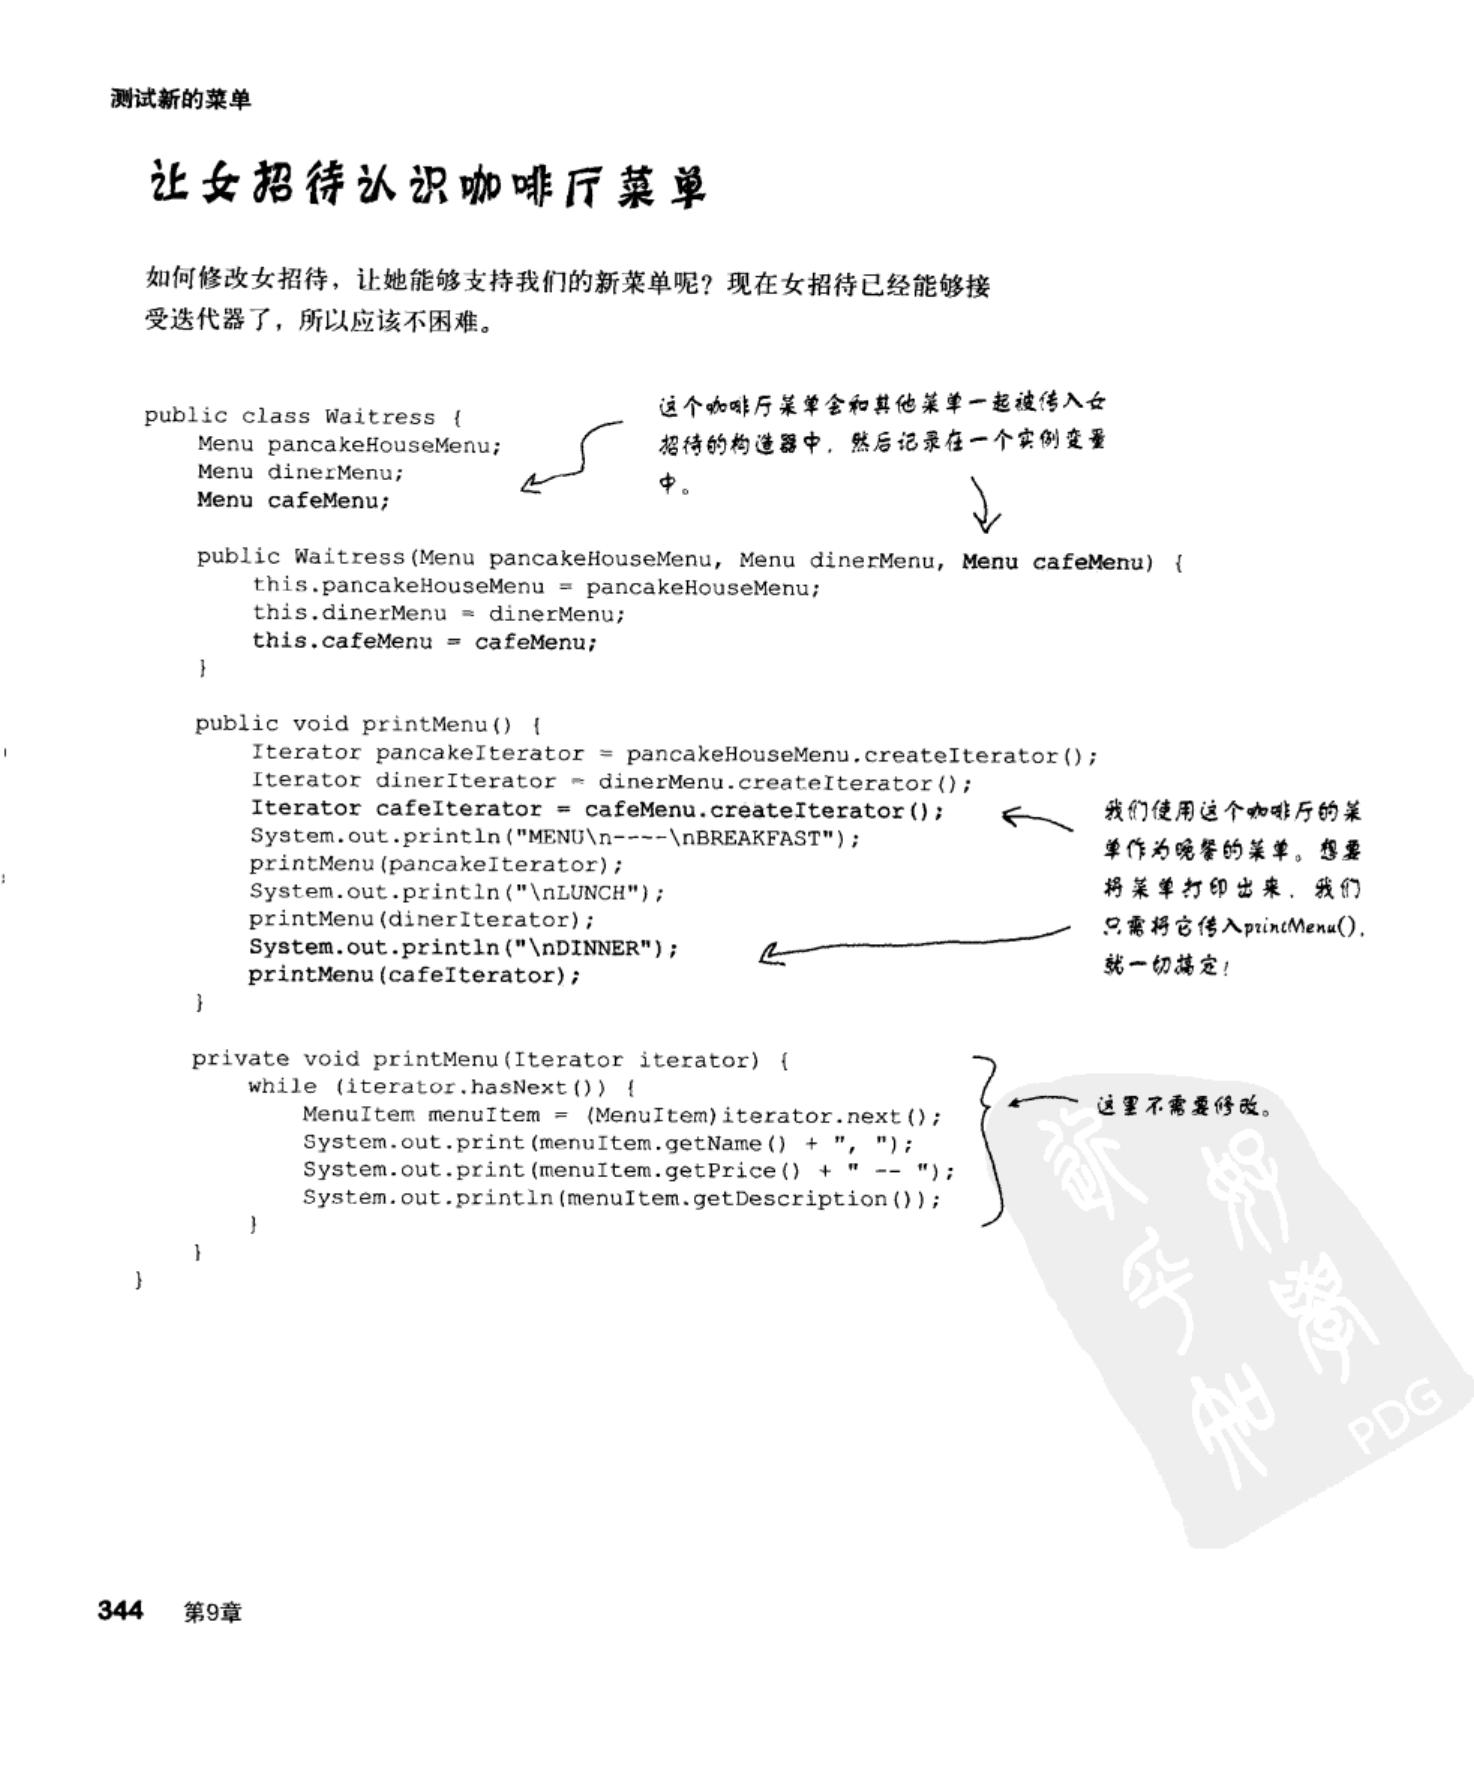 测试新的菜单
让女招待认识咖啡厅菜单
如何修改女招待，让她能够支持我们的新菜单呢？现在女招待已经能够接
受迭代器了，所以应该不困难。
这个咖啡厅菜单会和其他菜单一起被传入女
招待的构造器中，然后记录在一个实例变量
中。
public class Waitress {
    Menu pancakeHouseMenu;
    Menu dinerMenu;
    Menu cafeMenu;
    public Waitress(Menu pancakeHouseMenu, Menu dinerMenu, Menu cafeMenu) {
        this.pancakeHouseMenu = pancakeHouseMenu;
        this.dinerMenu = dinerMenu;
        this.cafeMenu = cafeMenu;
    }
    public void printMenu() {
        Iterator pancakeIterator = pancakeHouseMenu.createIterator();
        Iterator dinerIterator = dinerMenu.createIterator();
        Iterator cafeIterator = cafeMenu.createIterator();
        System.out.println("MENU\n----\nBREAKFAST");
        printMenu(pancakeIterator);
        System.out.println("\nLUNCH");
        printMenu(dinerIterator);
        System.out.println("\nDINNER");
        printMenu(cafeIterator);
    }
我们使用这个咖啡厅的菜
单作为晚餐的菜单。想要
将菜单打印出来，我们
只需将它传入printMenu()，
就一切搞定！
    private void printMenu(Iterator iterator) {
        while (iterator.hasNext()) {
            MenuItem menuItem = (MenuItem)iterator.next();
            System.out.print(menuItem.getName() + ", ");
            System.out.print(menuItem.getPrice() + " -- ");
            System.out.println(menuItem.getDescription());
        }
    }
}
这里不需要修改。
PDG
344 第9章